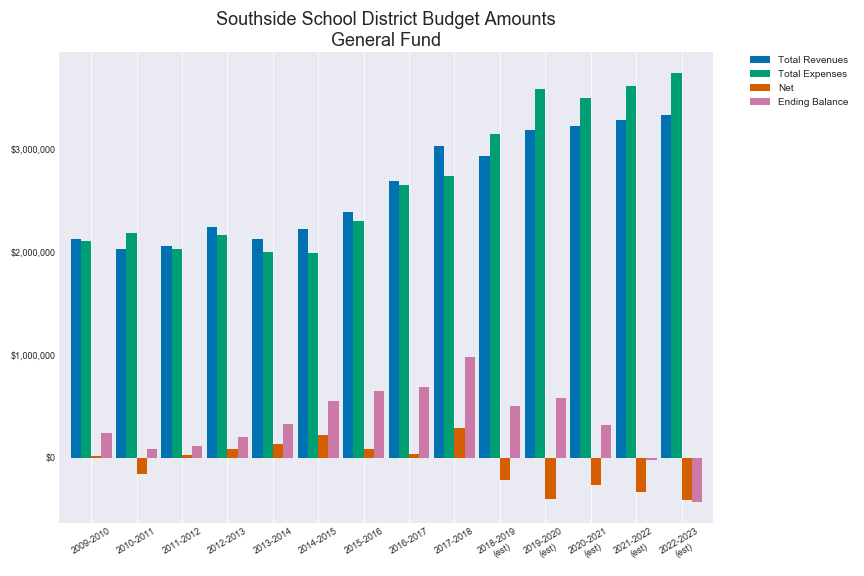 Southside School District Budget Amounts
General Fund
Total Revenues
Total Expenses
Net
Ending Balance
$3,000,000
$2,000,000
$1,000,000
$0
2009-2010
2010-2011
2011-2012
2012-2013
2013-2014
2014-2015
2015-2016
2016-2017
2017-2018
2018-2019
(est)
2019-2020
(est)
2020-2021
(est)
2021-2022
(est)
2022-2023
(est)